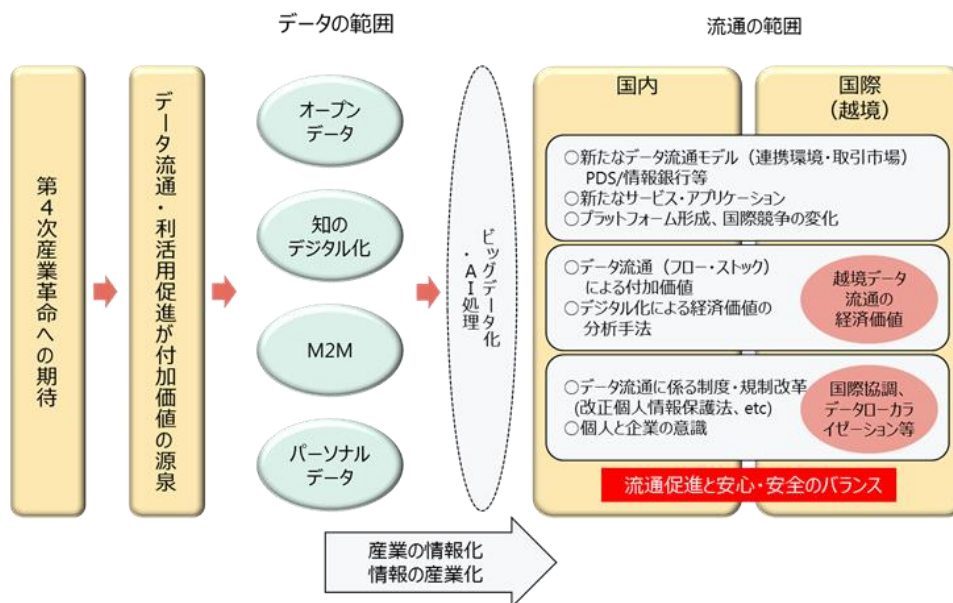 データの範囲
流通の範囲
第4次産業革命への期待
データ流通・利活用促進が付加価値の源泉
オープン
データ
知の
デジタル化
M2M
パーソナル
データ
ビッグデータ化
・AI処理
国内
国際
(越境)
○新たなデータ流通モデル（連携環境・取引市場）
PDS/情報銀行等
○新たなサービス・アプリケーション
○プラットフォーム形成、国際競争の変化
○データ流通（フロー・ストック）
による付加価値
○デジタル化による経済価値の
分析手法
越境データ
流通の
経済価値
○データ流通に係る制度・規制改革
(改正個人情報保護法、etc)
○個人と企業の意識
国際協調、
データローカラ
イゼーション等
流通促進と安心・安全のバランス
産業の情報化
情報の産業化